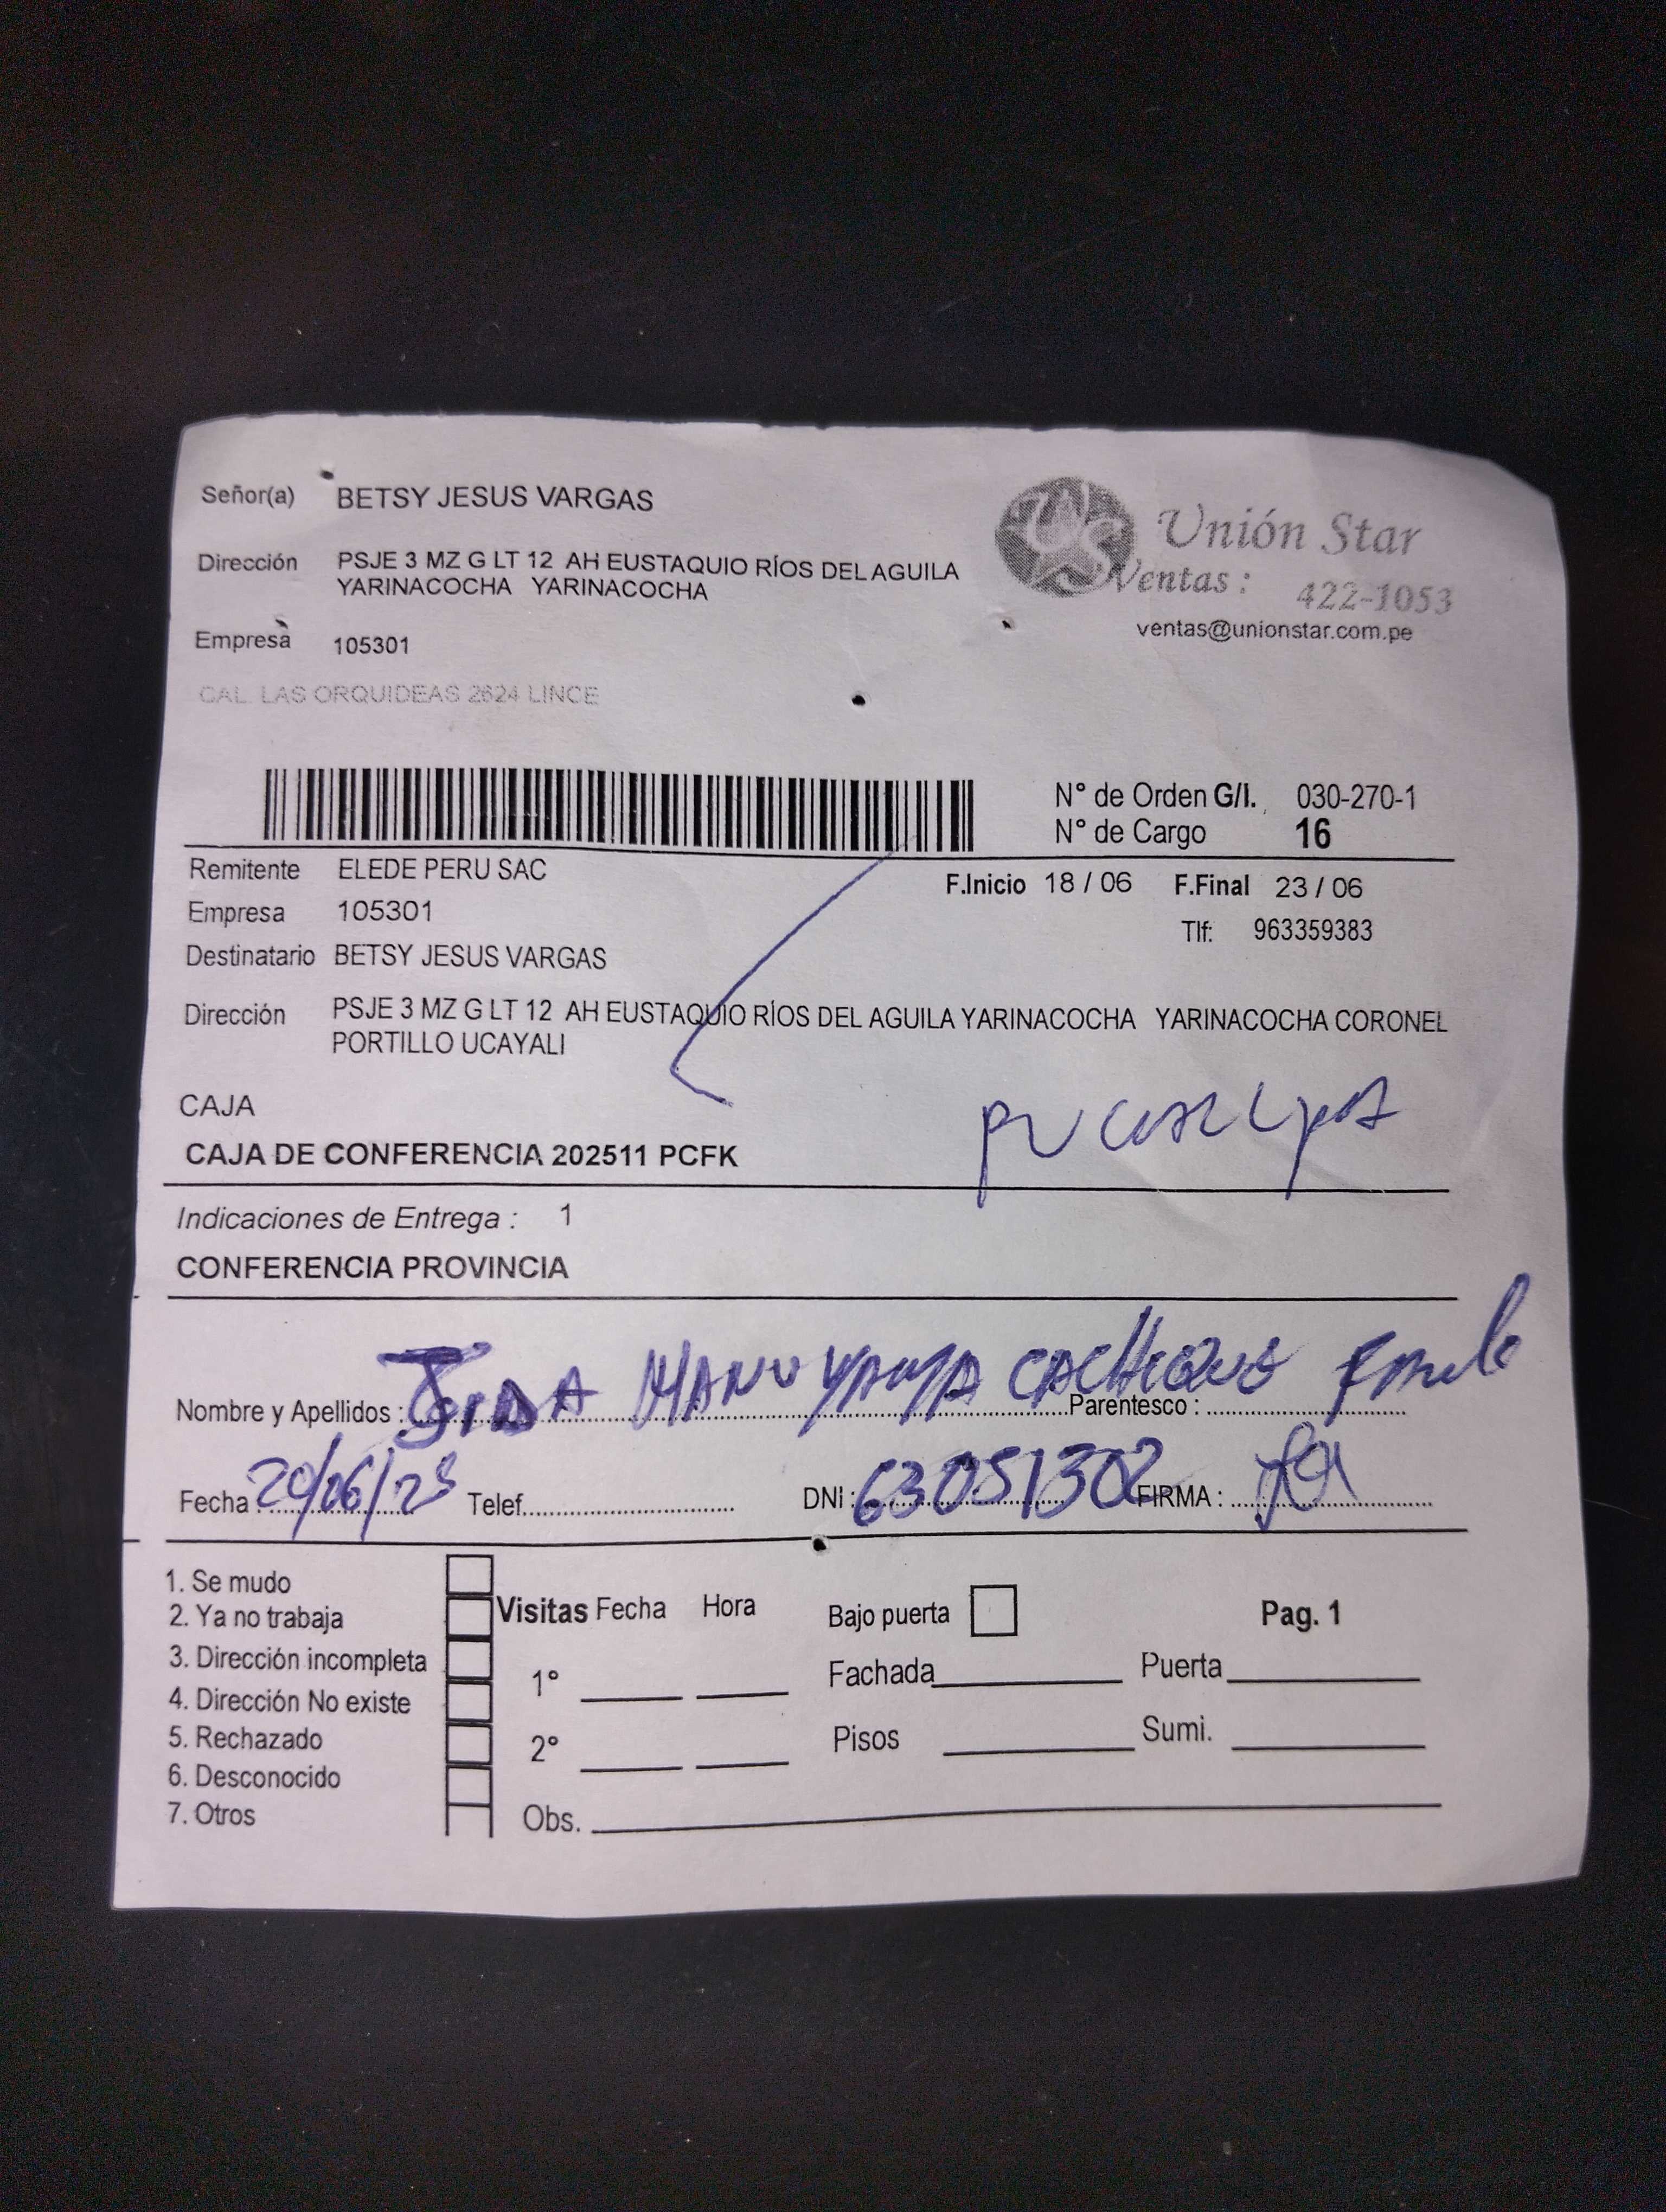 Señor(a) BETSY JESUS VARGAS
Dirección PSJE 3 MZ G LT 12 AH EUSTAQUIO RÍOS DEL AGUILA
YARINACOCHA YARINACOCHA
Empresa 105301
CAL. LAS ORQUIDEAS 2624 LINCE
US Unión Star
Ventas : 422-1053
ventas@unionstar.com.pe
N° de Orden G/I. 030-270-1
N° de Cargo 16
Remitente ELEDE PERU SAC
F.Inicio 18 / 06 F.Final 23 / 06
Empresa 105301
Tlf: 963359383
Destinatario BETSY JESUS VARGAS
Dirección PSJE 3 MZ G LT 12 AH EUSTAQUIO RÍOS DEL AGUILA YARINACOCHA YARINACOCHA CORONEL
PORTILLO UCAYALI
CAJA
CAJA DE CONFERENCIA 202511 PCFK
Pucallpa
Indicaciones de Entrega : 1
CONFERENCIA PROVINCIA
Nombre y Apellidos : MANUYAMA CACHIQUE Parentesco :
Fecha : Telef. DNi : 63051302 FIRMA :
1. Se mudo
2. Ya no trabaja
3. Dirección incompleta
4. Dirección No existe
5. Rechazado
6. Desconocido
7. Otros
Visitas Fecha Hora
1°
2°
Obs.
Bajo puerta
Fachada Puerta
Pisos Sumi.
Pag. 1